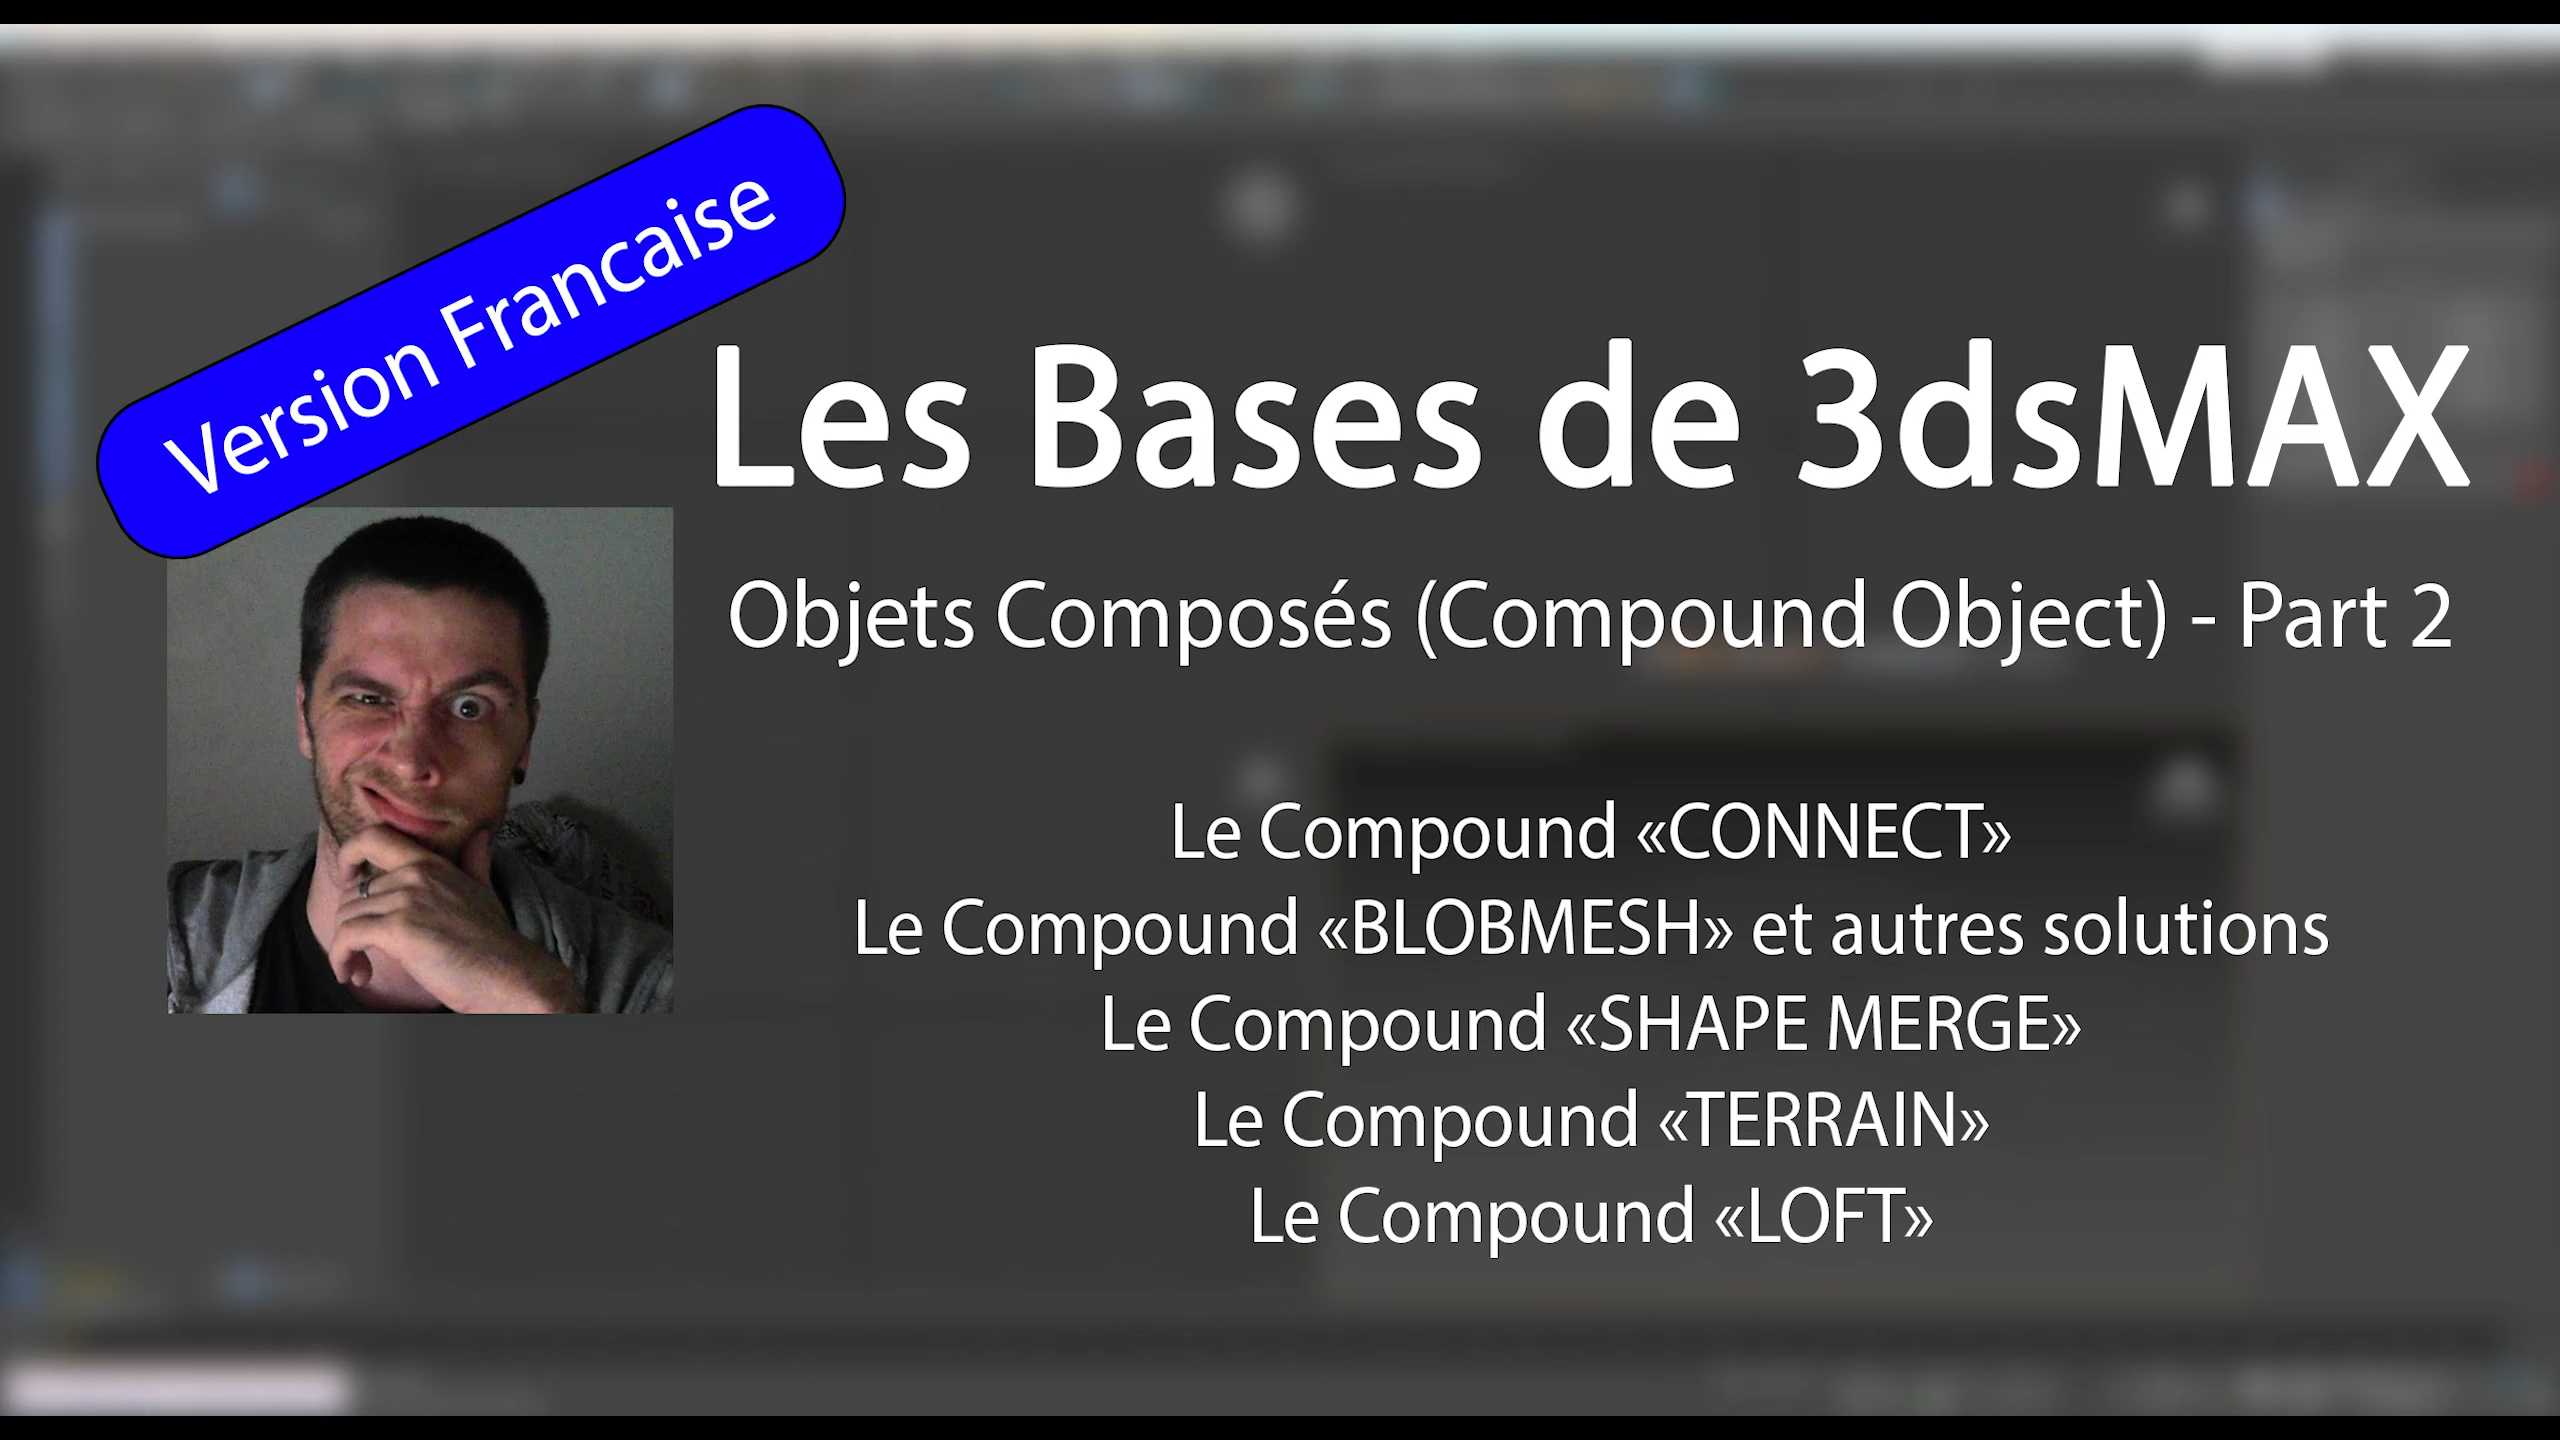 Version Francaise
Les Bases de 3dsMAX
Objets Composés (Compound Object) - Part 2
Le Compound «CONNECT»
Le Compound «BLOBMESH» et autres solutions
Le Compound «SHAPE MERGE»
Le Compound «TERRAIN»
Le Compound «LOFT»